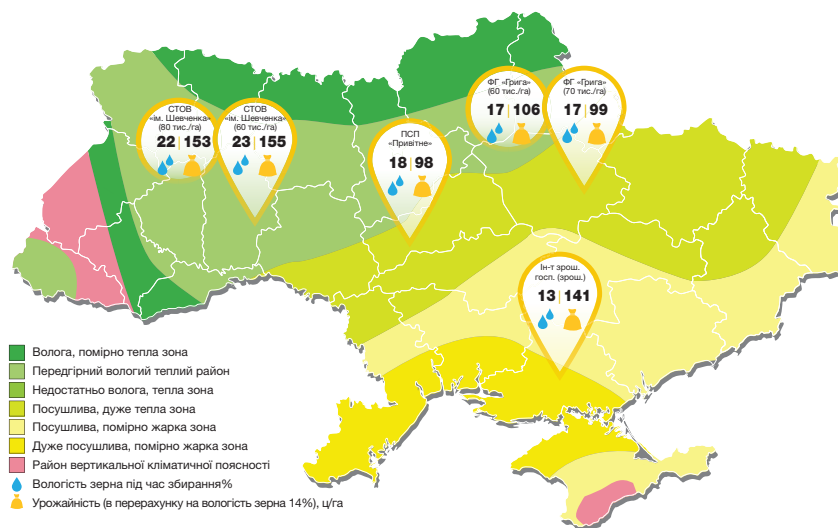 СТОВ
«ім. Шевченка»
(80 тис./га)
22 153
СТОВ
«ім. Шевченка»
(60 тис./га)
23 155
ПСП
«Привітне»
18 98
ФГ «Грига»
(60 тис./га)
17 106
ФГ «Грига»
(70 тис./га)
17 99
Ін-т зрош.
госп. (зрош.)
13 141
Волога, помірно тепла зона
Передгірний вологий теплий район
Недостатньо волога, тепла зона
Посушлива, дуже тепла зона
Посушлива, помірно жарка зона
Дуже посушлива, помірно жарка зона
Район вертикальної кліматичної поясності
Вологість зерна під час збирання%
Урожайність (в перерахунку на вологість зерна 14%), ц/га